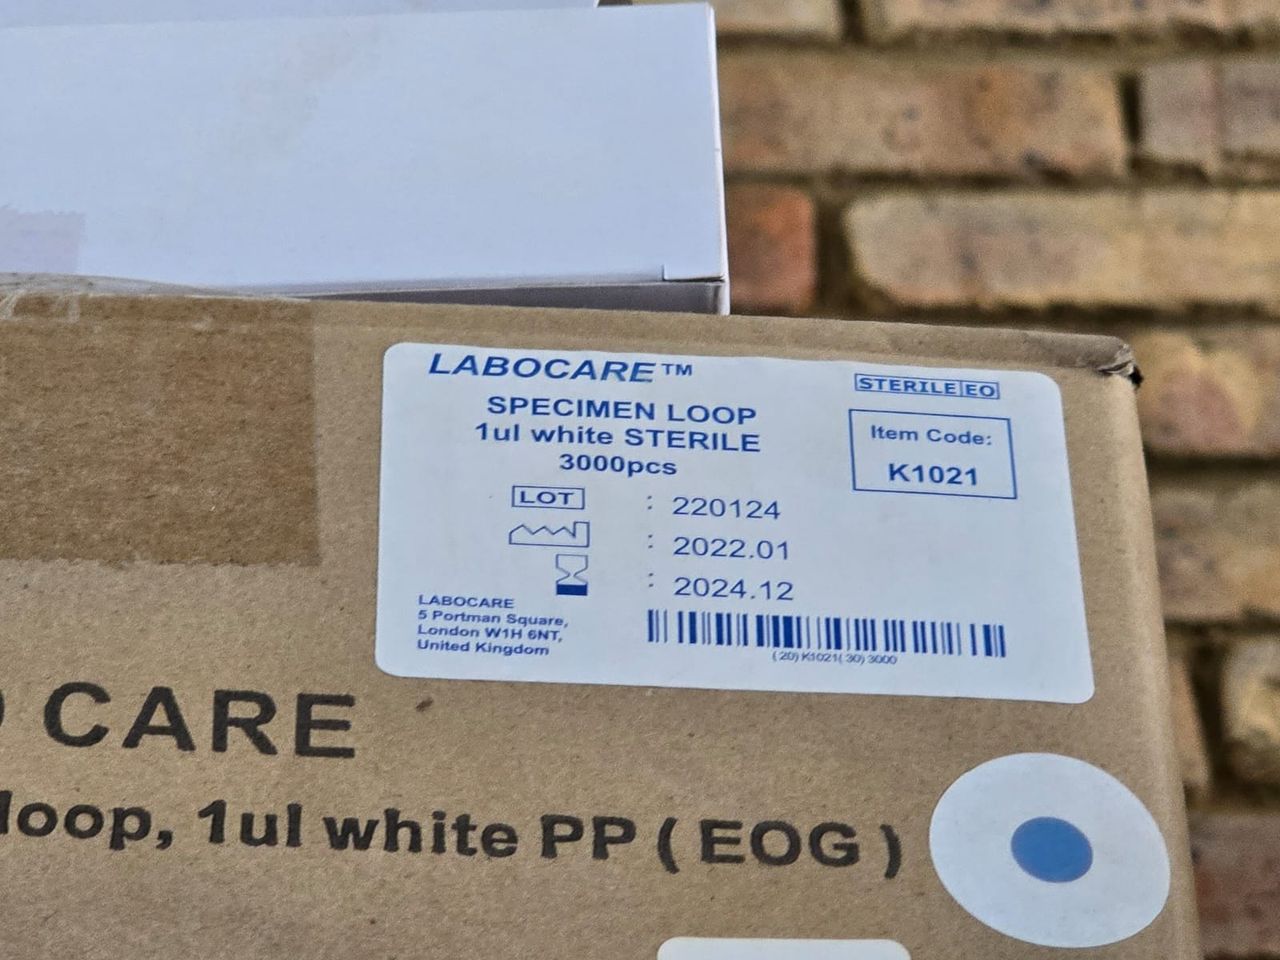 LABOCARE™
STERILE EO
SPECIMEN LOOP
1ul white STERILE
3000pcs
Item Code:
K1021
LOT : 220124
: 2022.01
: 2024.12
LABOCARE
5 Portman Square,
London W1H 6NT,
United Kingdom
(20)K1021(30)3000
CARE
loop, 1ul white PP ( EOG )